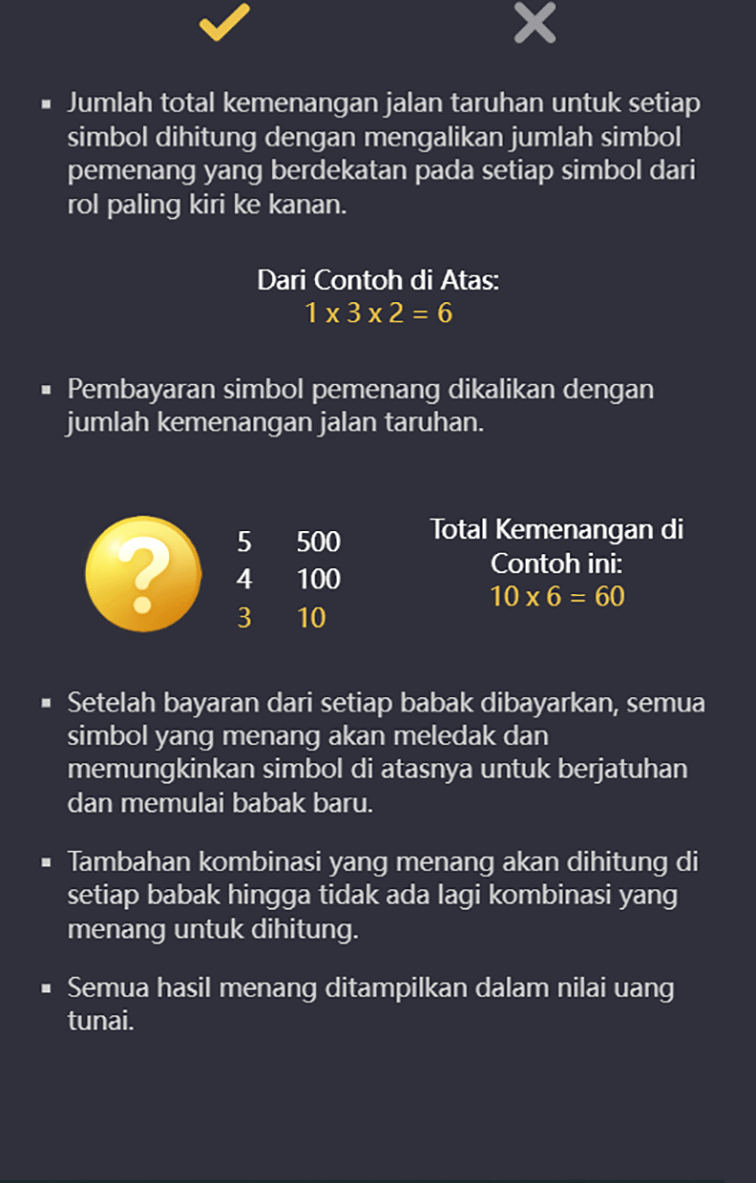 Jumlah total kemenangan jalan taruhan untuk setiap
simbol dihitung dengan mengalikan jumlah simbol
pemenang yang berdekatan pada setiap simbol dari
rol paling kiri ke kanan.
Dari Contoh di Atas:
1 x 3 x 2 = 6
Pembayaran simbol pemenang dikalikan dengan
jumlah kemenangan jalan taruhan.
?
5 500
4 100
3 10
Total Kemenangan di
Contoh ini:
10 x 6 = 60
Setelah bayaran dari setiap babak dibayarkan, semua
simbol yang menang akan meledak dan
memungkinkan simbol di atasnya untuk berjatuhan
dan memulai babak baru.
Tambahan kombinasi yang menang akan dihitung di
setiap babak hingga tidak ada lagi kombinasi yang
menang untuk dihitung.
Semua hasil menang ditampilkan dalam nilai uang
tunai.